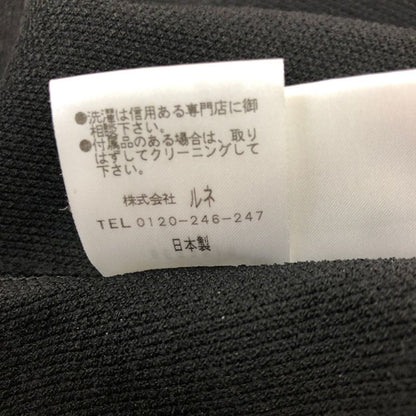 ●洗濯は信用ある専門店に御
相談下さい。
●付属品のある場合は、取り
はずしてクリーニングして
下さい。
株式会社 ルネ
TEL 0120-246-247
日本製